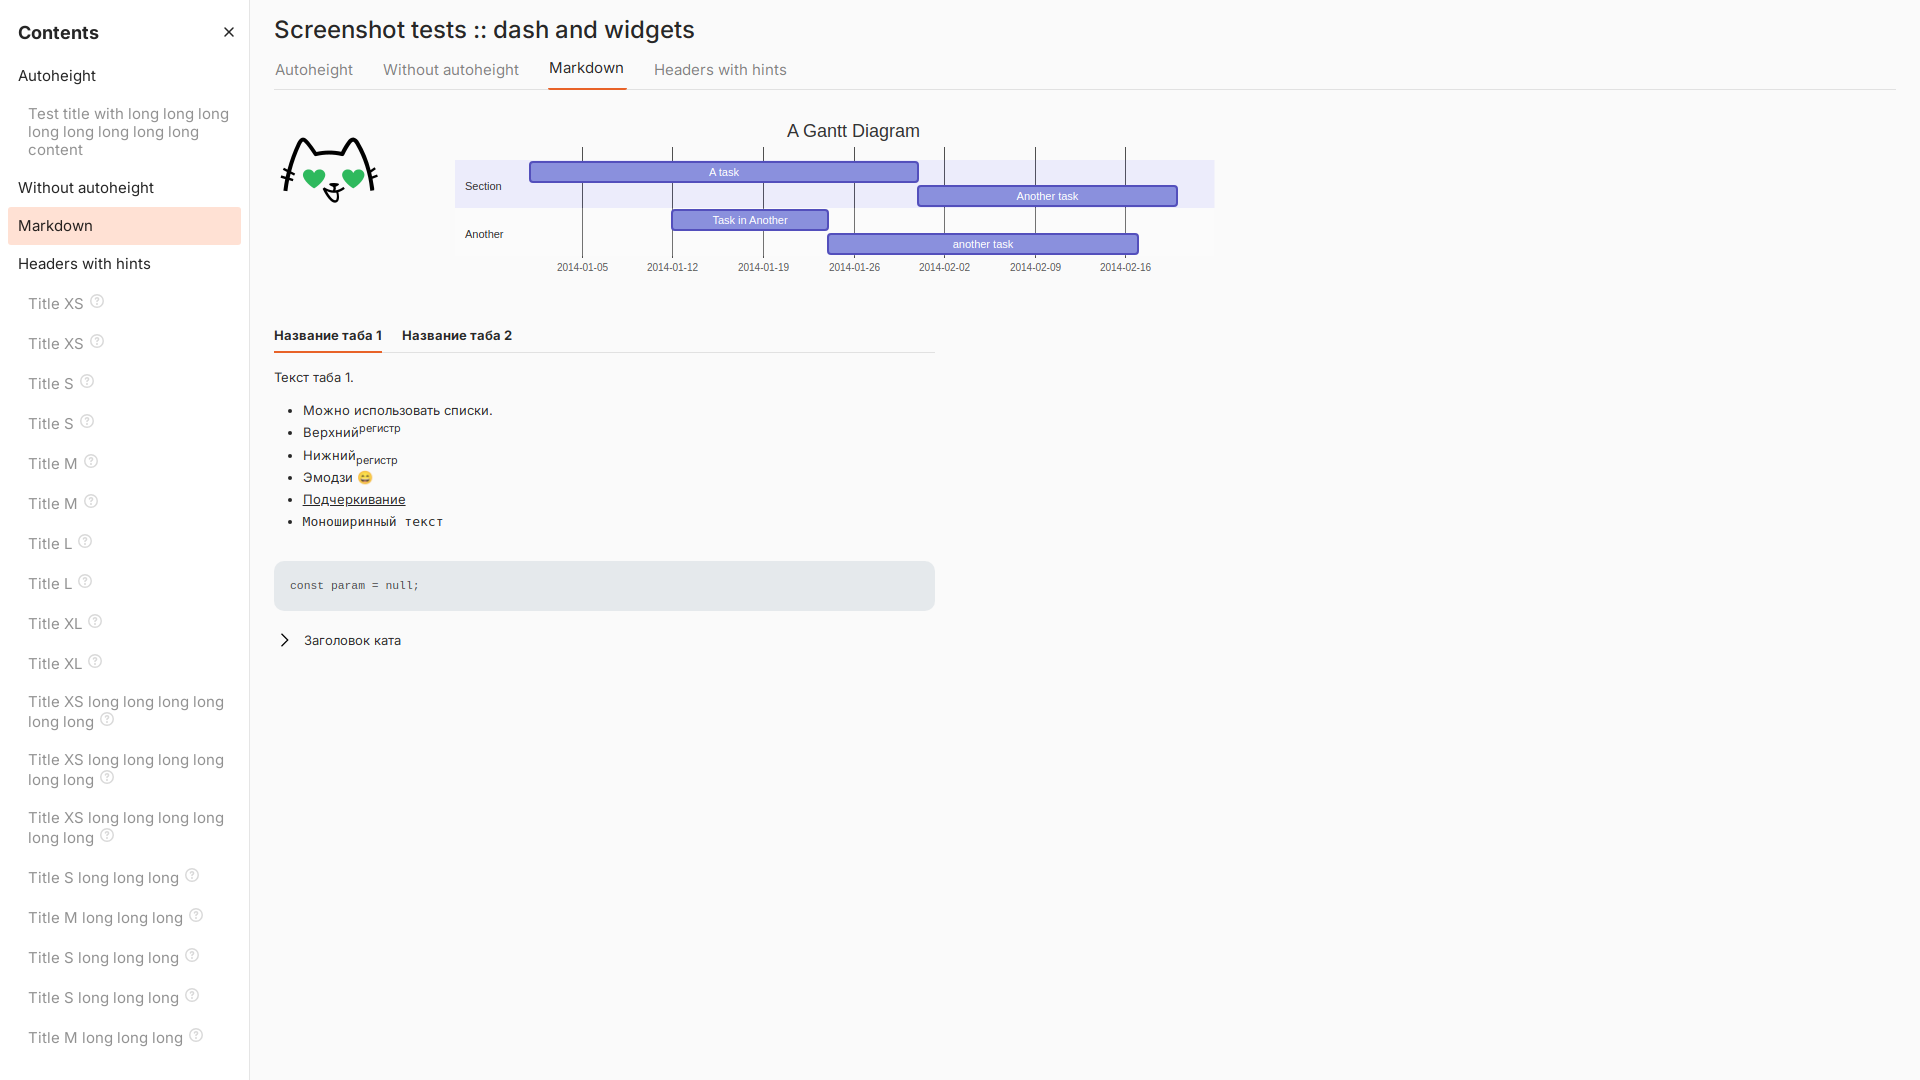 Contents
Autoheight
Test title with long long long
long long long long long
content
Without autoheight
Markdown
Headers with hints
Title XS
Title XS
Title S
Title S
Title M
Title M
Title L
Title L
Title XL
Title XL
Title XS long long long long
long long
Title XS long long long long
long long
Title XS long long long long
long long
Title S long long long
Title M long long long
Title S long long long
Title S long long long
Title M long long long
Screenshot tests :: dash and widgets
Autoheight Without autoheight Markdown Headers with hints
A Gantt Diagram
A task
Section
Another task
Task in Another
Another
another task
2014-01-05 2014-01-12 2014-01-19 2014-01-26 2014-02-02 2014-02-09 2014-02-16
Название таба 1 Название таба 2
Текст таба 1.
• Можно использовать списки.
• Верхнийрегистр
• Нижнийрегистр
• Эмодзи 😄
• Подчеркивание
• Моноширинный текст
const param = null;
Заголовок ката